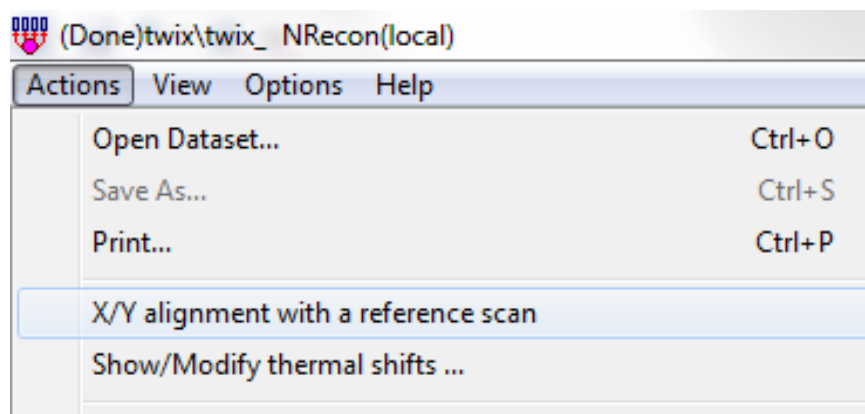 (Done)twix\twix_ NRecon(local)
Actions View Options Help
Open Dataset... Ctrl+O
Save As... Ctrl+S
Print... Ctrl+P
X/Y alignment with a reference scan
Show/Modify thermal shifts ...